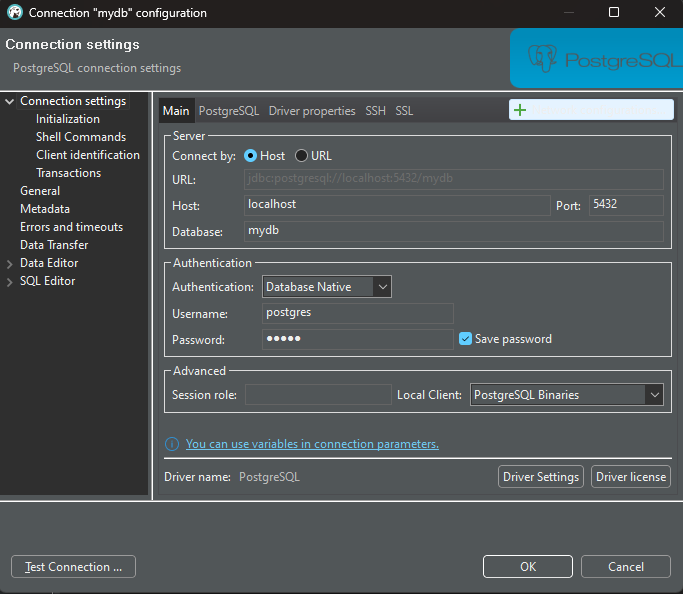 Connection "mydb" configuration
Connection settings
PostgreSQL connection settings
PostgreSQL
Connection settings
Initialization
Shell Commands
Client identification
Transactions
General
Metadata
Errors and timeouts
Data Transfer
Data Editor
SQL Editor
Main PostgreSQL Driver properties SSH SSL
Server
Connect by: Host URL
URL: jdbc:postgresql://localhost:5432/mydb
Host: localhost Port: 5432
Database: mydb
Authentication
Authentication: Database Native
Username: postgres
Password: ●●●●● Save password
Advanced
Session role: Local Client: PostgreSQL Binaries
You can use variables in connection parameters.
Driver name: PostgreSQL Driver Settings Driver license
Test Connection ... OK Cancel